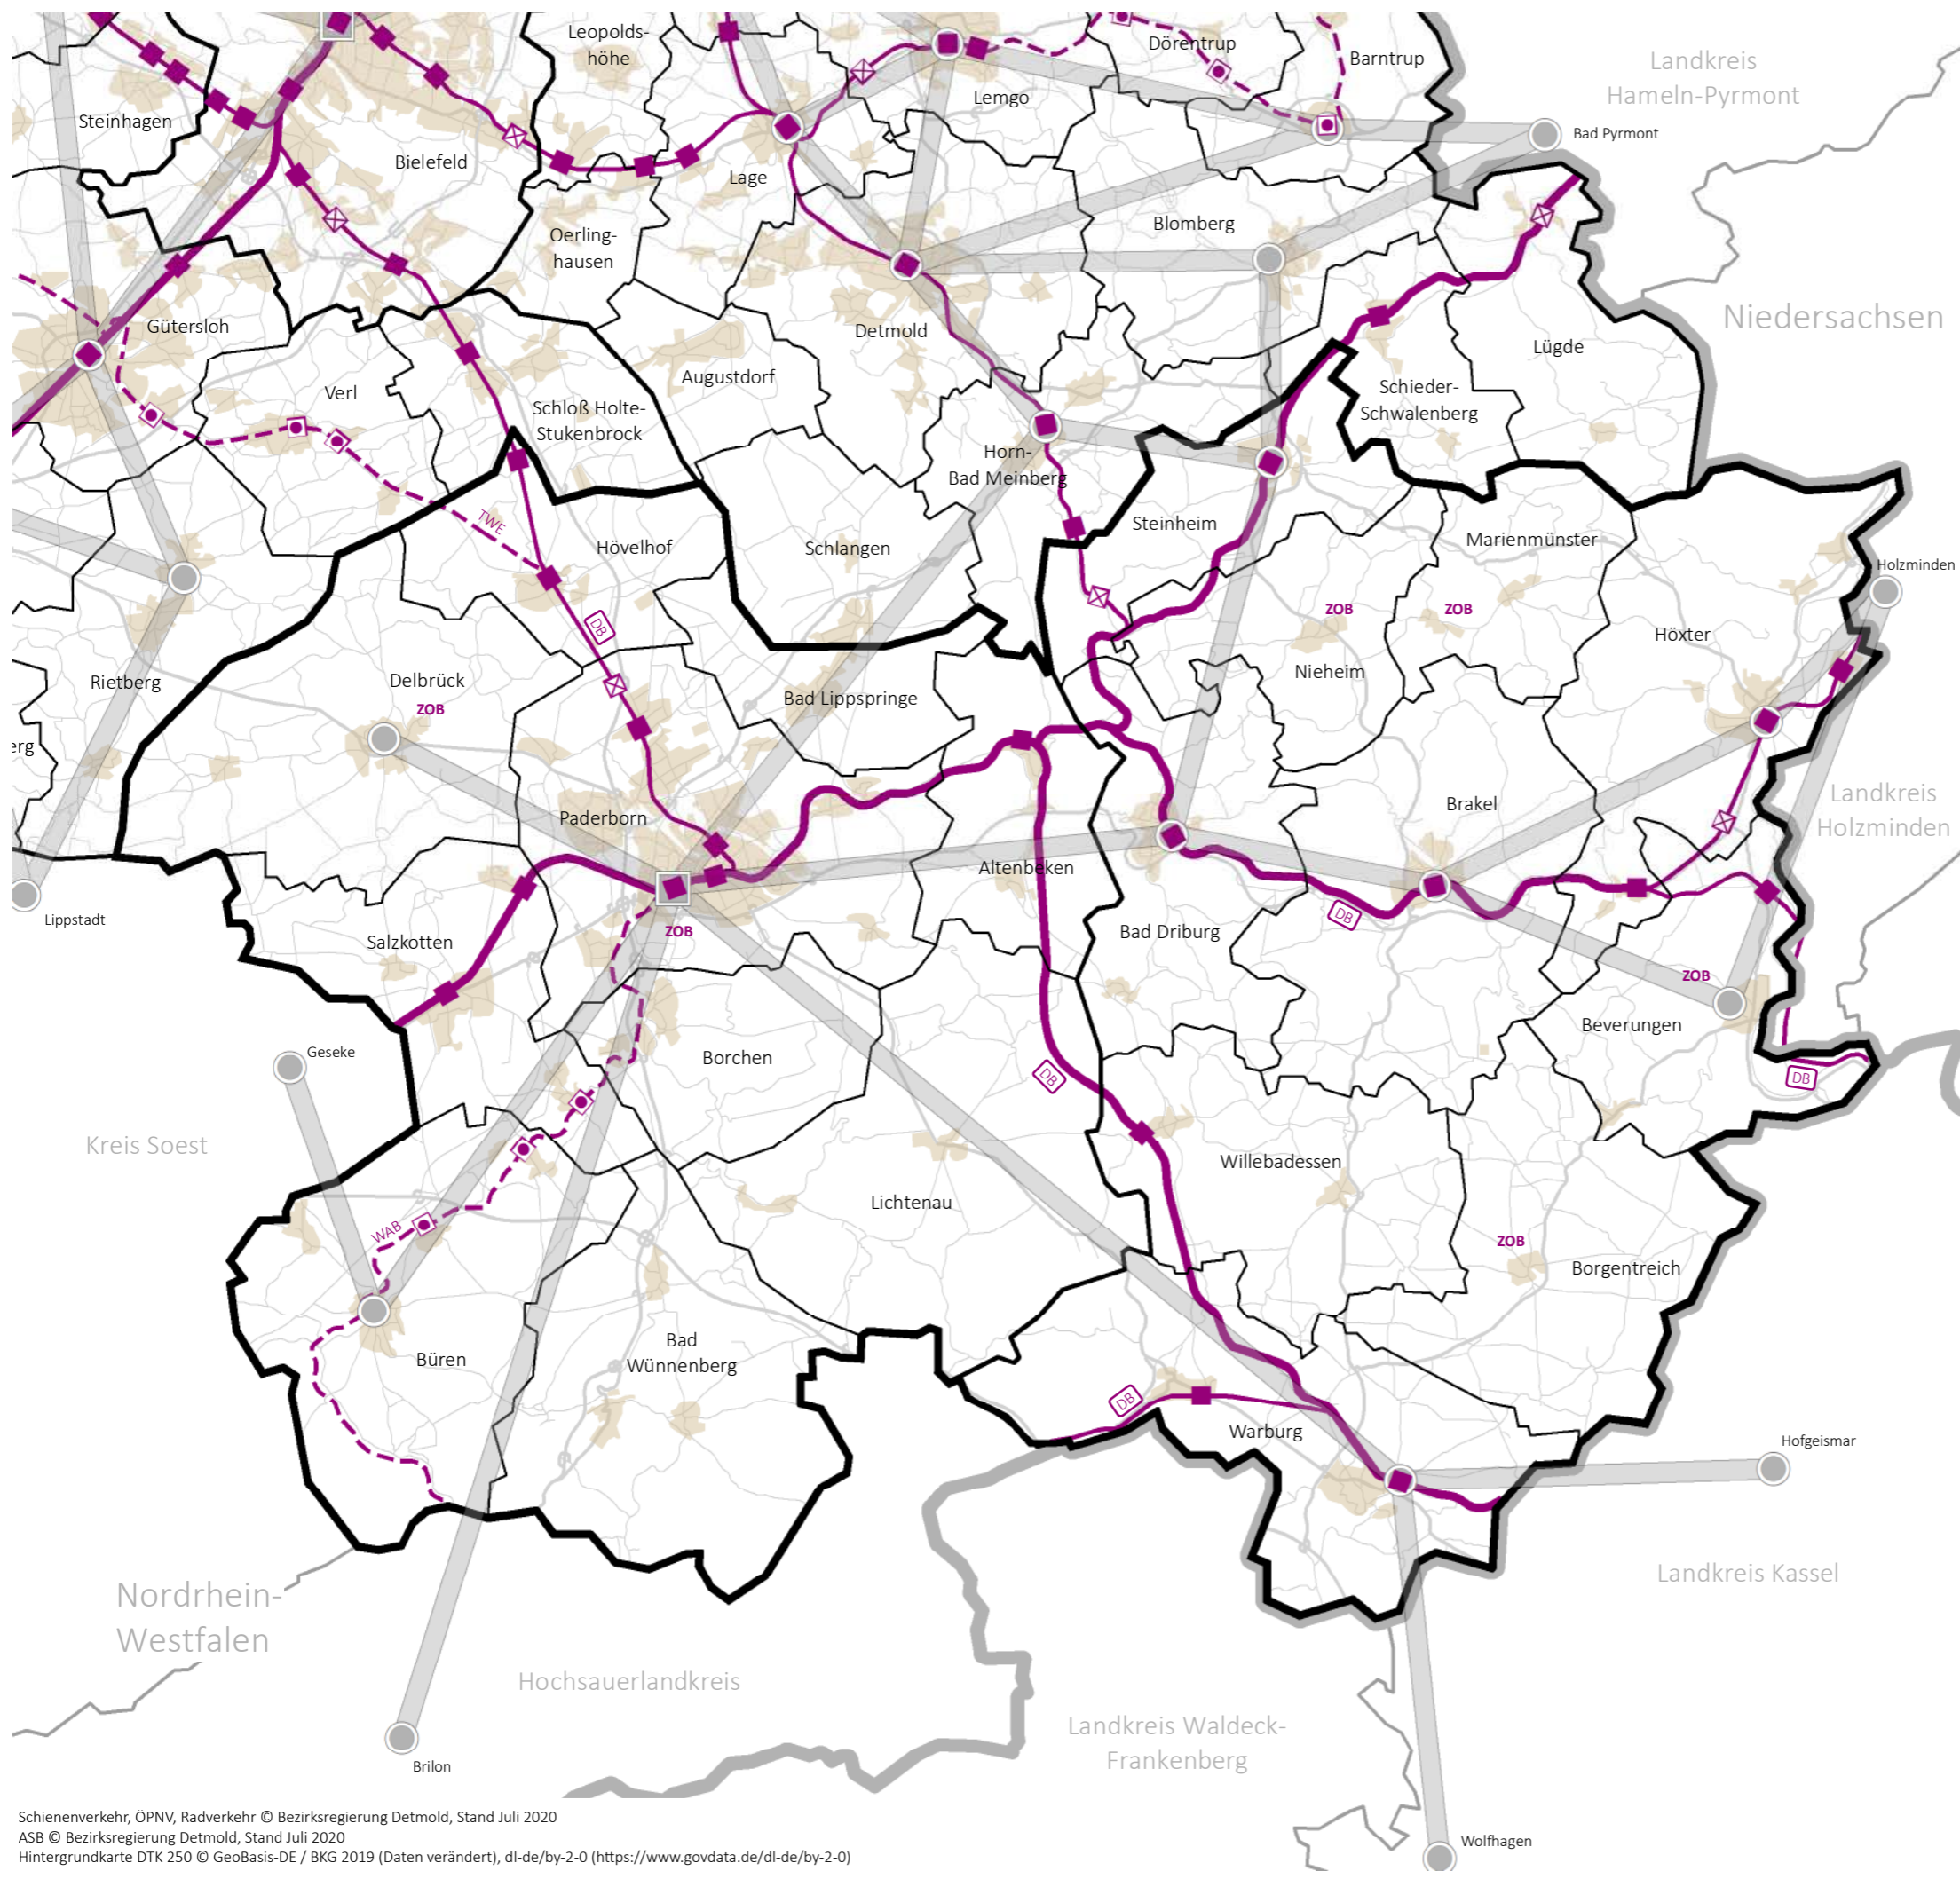 Leopolds-
höhe
Dörentrup
Barntrup
Landkreis
Hameln-Pyrmont
Lemgo
Steinhagen
Bad Pyrmont
Bielefeld
Lage
Blomberg
Oerling-
hausen
Niedersachsen
Gütersloh
Detmold
Lügde
Augustdorf
Verl
Schieder-
Schwalenberg
Schloß Holte-
Stukenbrock
Horn-
Bad Meinberg
TWE
Steinheim
Marienmünster
Hövelhof
Schlangen
Holzminden
ZOB
ZOB
DB
Höxter
Nieheim
Rietberg
Delbrück
ZOB
Bad Lippspringe
erg
Landkreis
Holzminden
Brakel
Paderborn
Altenbeken
Lippstadt
DB
Bad Driburg
ZOB
Salzkotten
ZOB
Beverungen
Geseke
Borchen
DB
DB
Kreis Soest
Willebadessen
Lichtenau
WAB
ZOB
Borgentreich
Bad
Wünnenberg
Büren
DB
Warburg
Hofgeismar
Landkreis Kassel
Nordrhein-
Westfalen
Hochsauerlandkreis
Landkreis Waldeck-
Frankenberg
Brilon
Wolfhagen
Schienenverkehr, ÖPNV, Radverkehr © Bezirksregierung Detmold, Stand Juli 2020
ASB © Bezirksregierung Detmold, Stand Juli 2020
Hintergrundkarte DTK 250 © GeoBasis-DE / BKG 2019 (Daten verändert), dl-de/by-2-0 (https://www.govdata.de/dl-de/by-2-0)